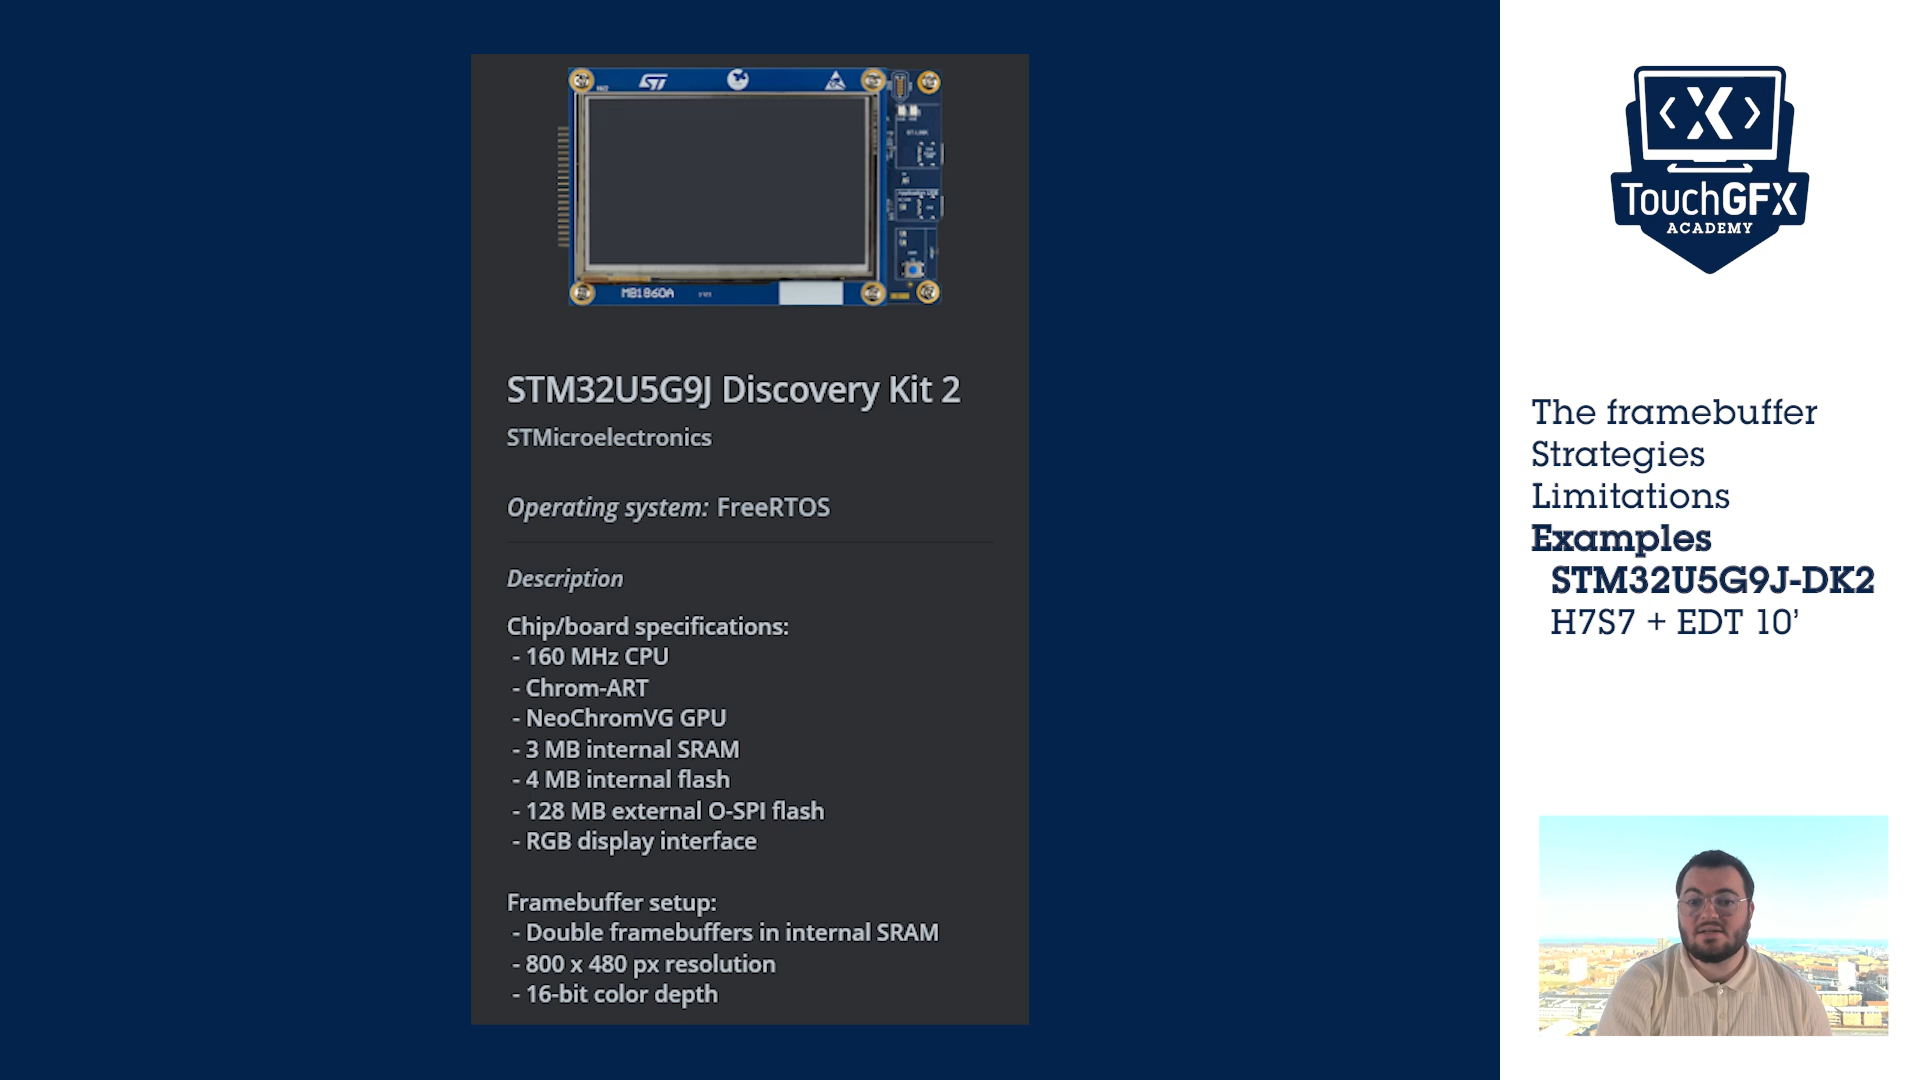 MB1860A
STM32U5G9J Discovery Kit 2
STMicroelectronics
Operating system: FreeRTOS
Description
Chip/board specifications:
- 160 MHz CPU
- Chrom-ART
- NeoChromVG GPU
- 3 MB internal SRAM
- 4 MB internal flash
- 128 MB external O-SPI flash
- RGB display interface
Framebuffer setup:
- Double framebuffers in internal SRAM
- 800 x 480 px resolution
- 16-bit color depth
TouchGFX
ACADEMY
The framebuffer
Strategies
Limitations
Examples
STM32U5G9J-DK2
H7S7 + EDT 10’